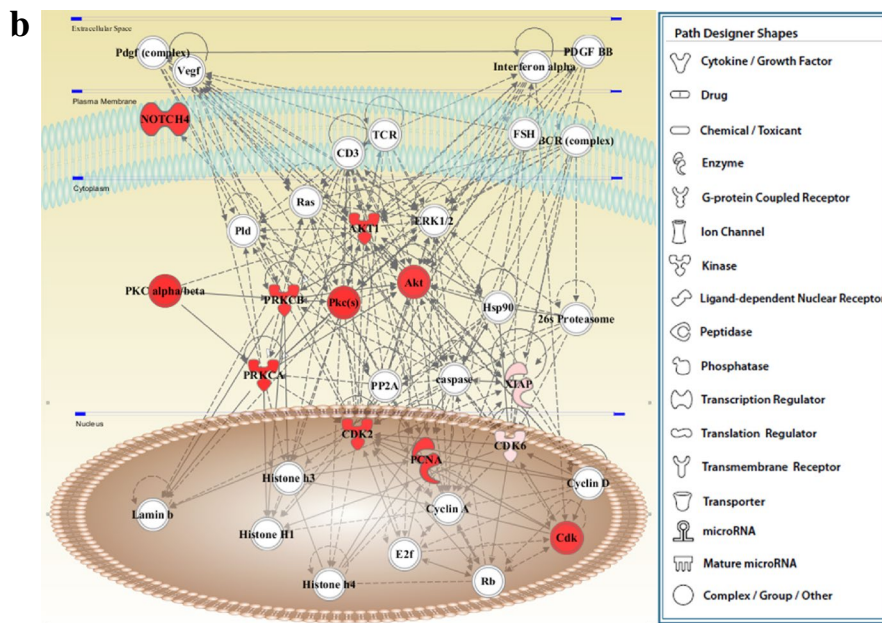 b
Extracellular Space
Pdgf (complex)
Vegf
Interferon alpha
PDGF BB
Plasma Membrane
NOTCH4
CD3
TCR
FSH
BCR (complex)
Cytoplasm
Ras
Pld
AKT1
ERK1/2
PKC alpha/beta
PRKCB
Pkc(s)
Akt
Hsp90
26s Proteasome
PRKCA
PP2A
caspase
XIAP
Nucleus
CDK2
PCNA
CDK6
Histone h3
Cyclin D
Lamin b
Histone H1
Cyclin A
E2f
Cdk
Histone h4
Rb
Path Designer Shapes
Cytokine / Growth Factor
Drug
Chemical / Toxicant
Enzyme
G-protein Coupled Receptor
Ion Channel
Kinase
Ligand-dependent Nuclear Receptor
Peptidase
Phosphatase
Transcription Regulator
Translation Regulator
Transmembrane Receptor
Transporter
microRNA
Mature microRNA
Complex / Group / Other